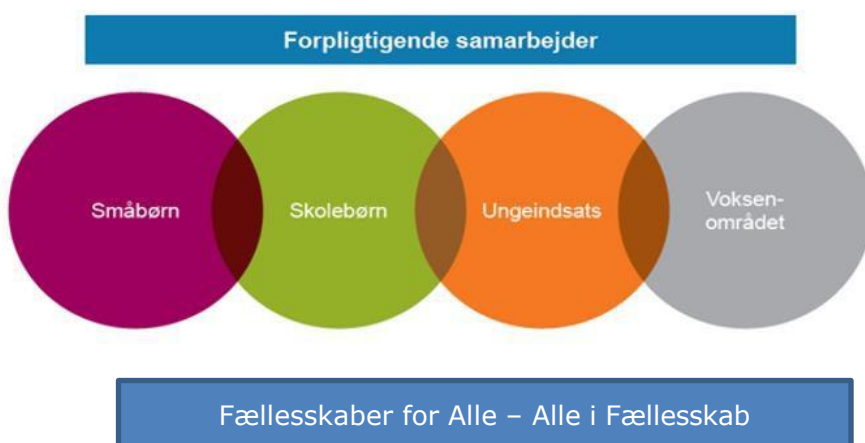 Forpligtigende samarbejder
Småbørn
Skolebørn
Ungeindsats
Voksen-
området
Fællesskaber for Alle – Alle i Fællesskab